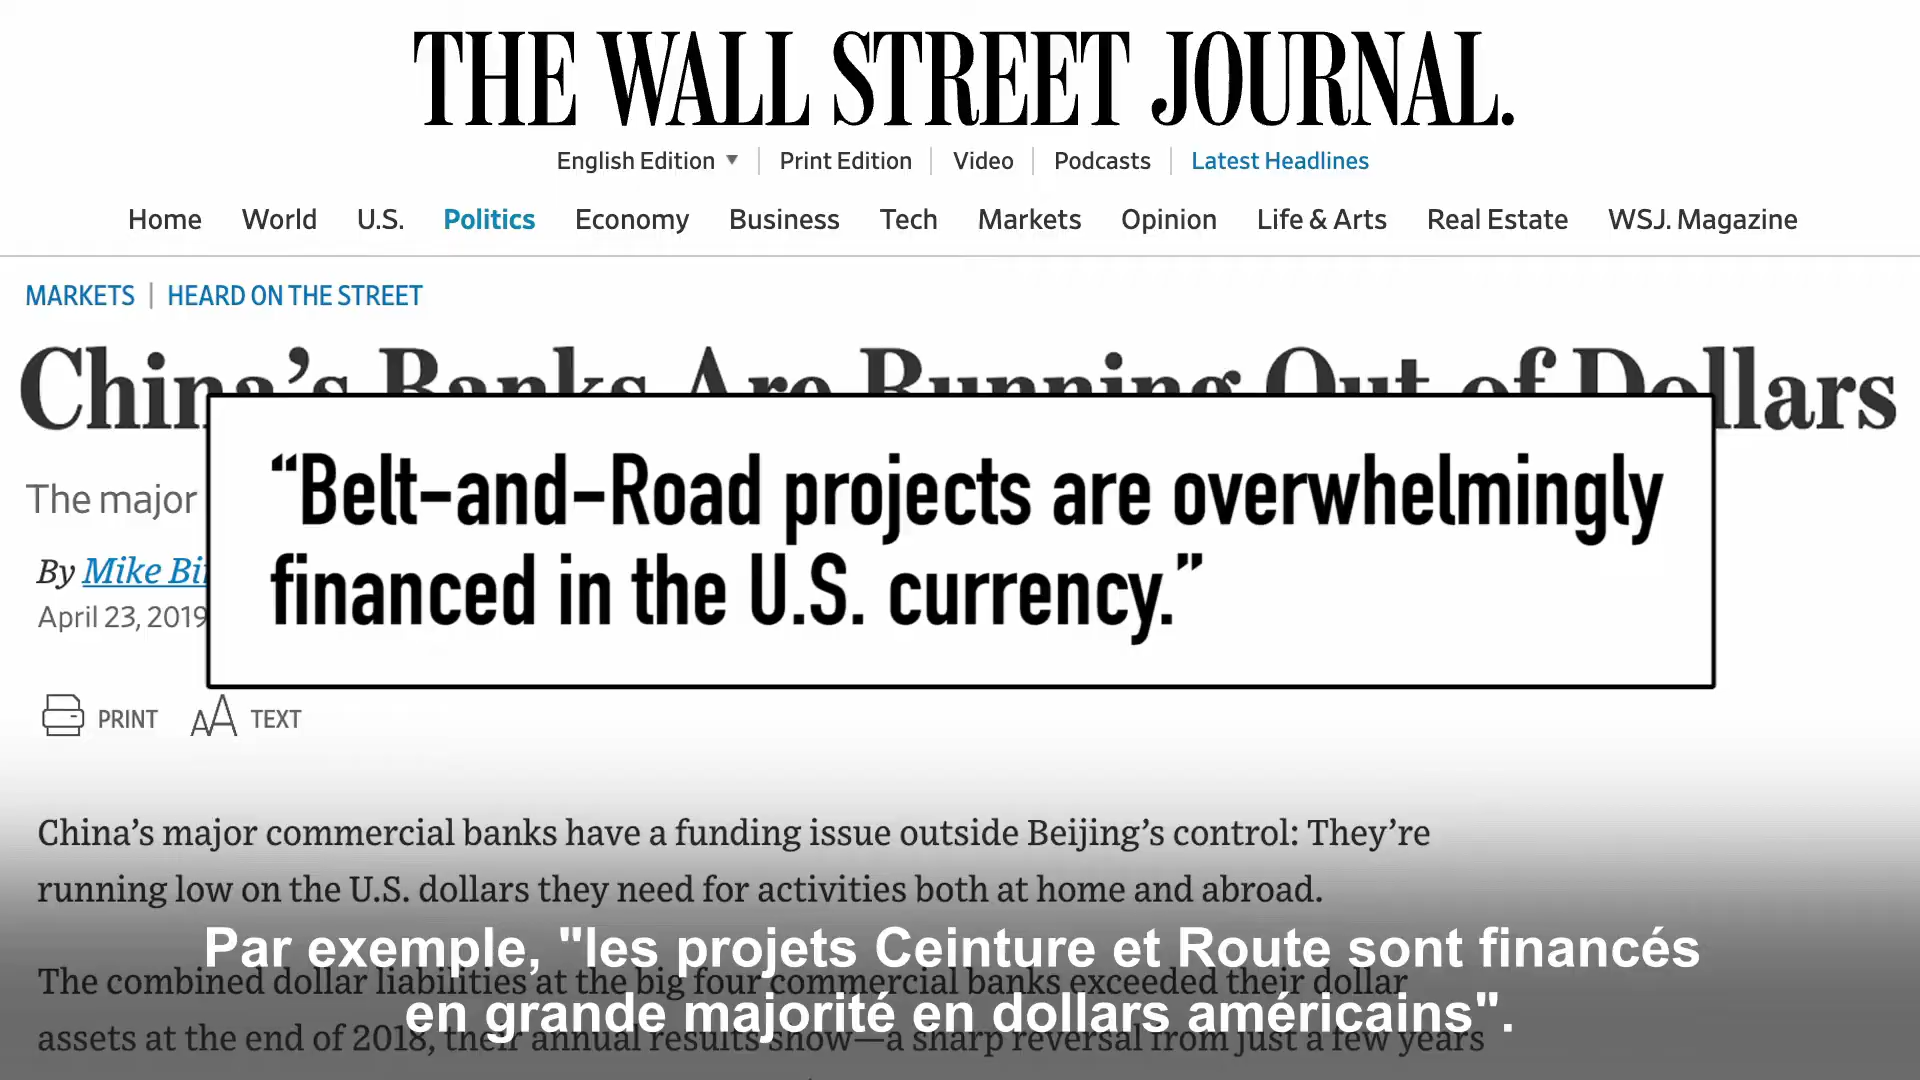 THE WALL STREET JOURNAL.
English Edition ▼ | Print Edition | Video | Podcasts | Latest Headlines
Home World U.S. Politics Economy Business Tech Markets Opinion Life & Arts Real Estate WSJ. Magazine
MARKETS | HEARD ON THE STREET
China’s Banks Are Running Out of Dollars
The major
“Belt-and-Road projects are overwhelmingly
financed in the U.S. currency.”
By Mike
April 23, 2019
PRINT AA TEXT
China’s major commercial banks have a funding issue outside Beijing’s control: They’re
running low on the U.S. dollars they need for activities both at home and abroad.
The combined dollar liabilities at the big four commercial banks exceeded their dollar
assets at the end of 2018, their annual results show—a sharp reversal from just a few years
Par exemple, "les projets Ceinture et Route sont financés
en grande majorité en dollars américains".